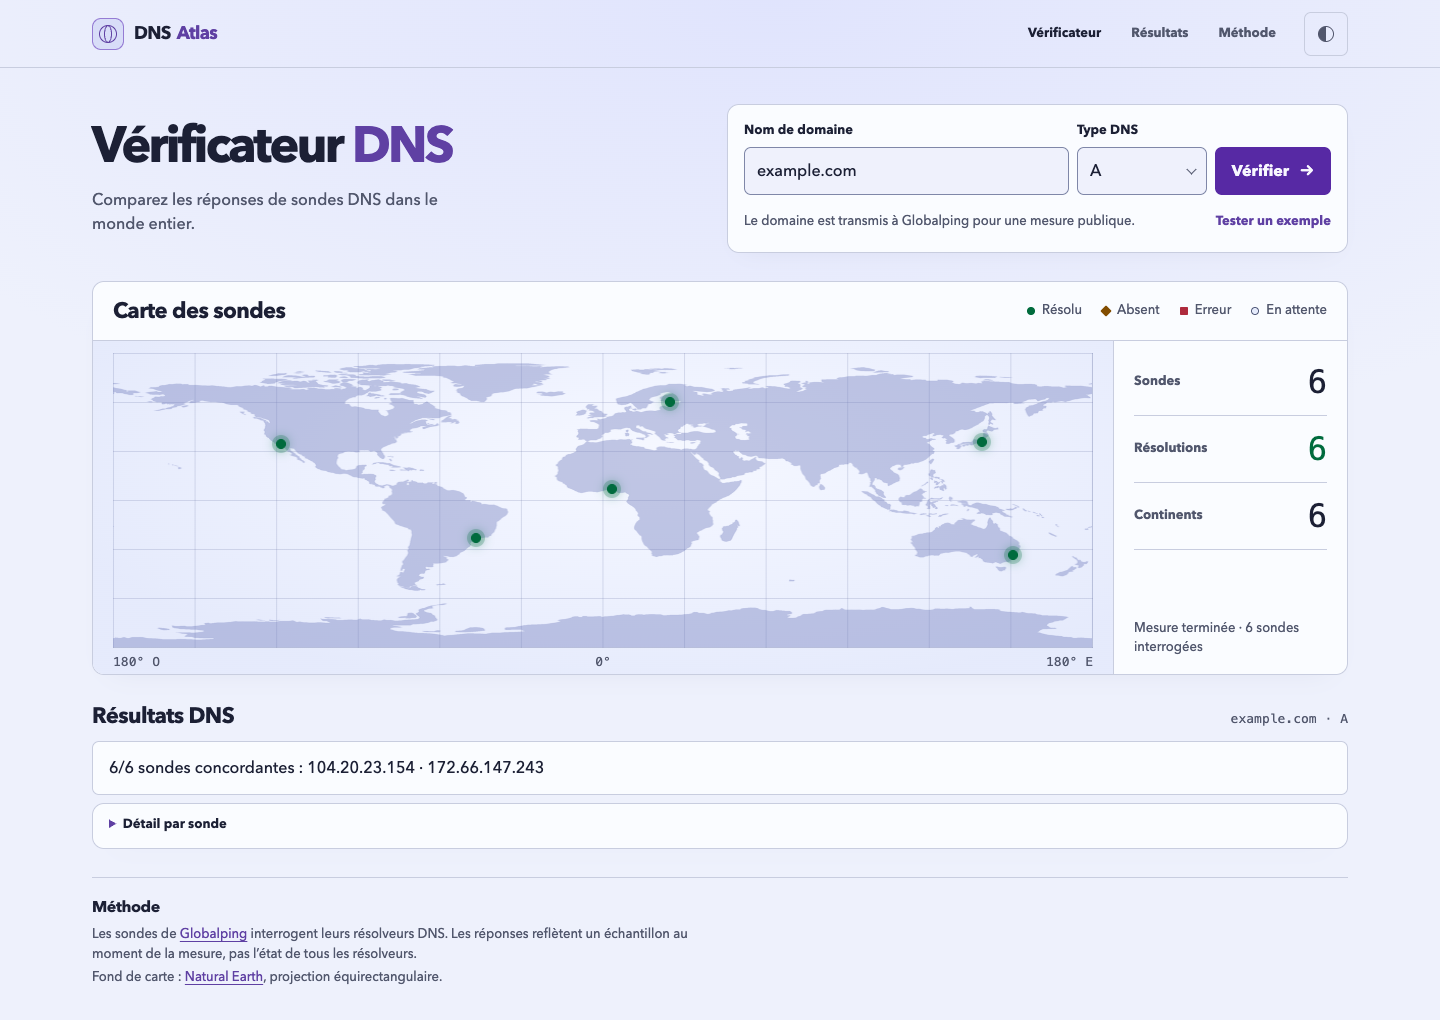 DNS Atlas
Vérificateur
Résultats
Méthode
Vérificateur DNS
Comparez les réponses de sondes DNS dans le
monde entier.
Nom de domaine
Type DNS
example.com
A
Vérifier →
Le domaine est transmis à Globalping pour une mesure publique.
Tester un exemple
Carte des sondes
Résolu
Absent
Erreur
En attente
180° O
0°
180° E
Sondes
6
Résolutions
6
Continents
6
Mesure terminée · 6 sondes
interrogées
Résultats DNS
example.com · A
6/6 sondes concordantes : 104.20.23.154 · 172.66.147.243
Détail par sonde
Méthode
Les sondes de Globalping interrogent leurs résolveurs DNS. Les réponses reflètent un échantillon au
moment de la mesure, pas l’état de tous les résolveurs.
Fond de carte : Natural Earth, projection équirectangulaire.